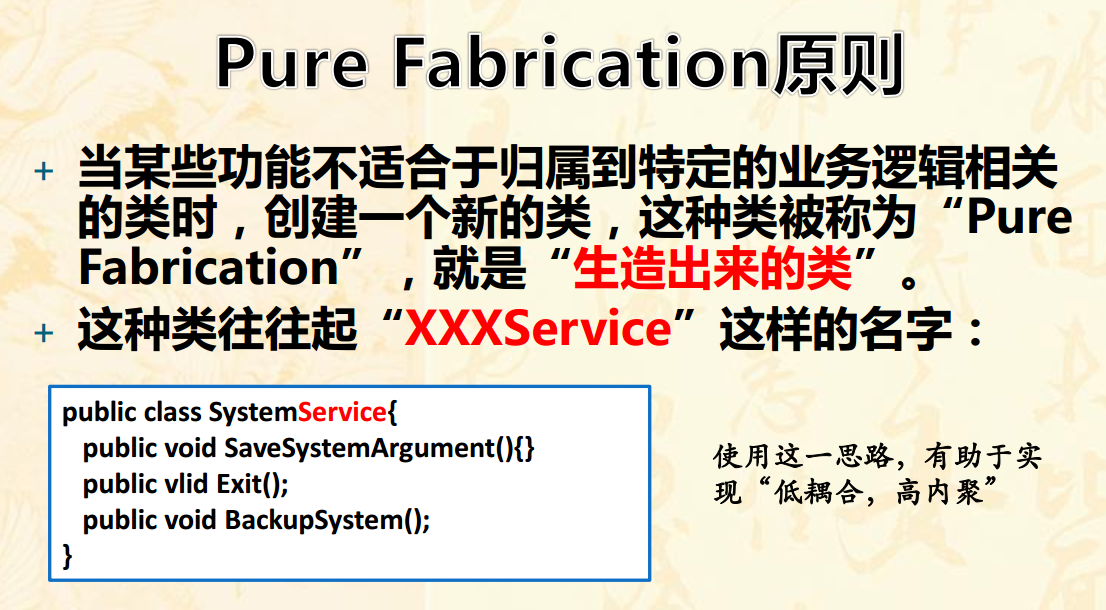 Pure Fabrication原则
+ 当某些功能不适合于归属到特定的业务逻辑相关
的类时，创建一个新的类，这种类被称为“Pure
Fabrication”，就是“生造出来的类”。
+ 这种类往往起“XXXService”这样的名字：
public class SystemService{
public void SaveSystemArgument(){}
public vlid Exit();
public void BackupSystem();
}
使用这一思路，有助于实
现“低耦合，高内聚”